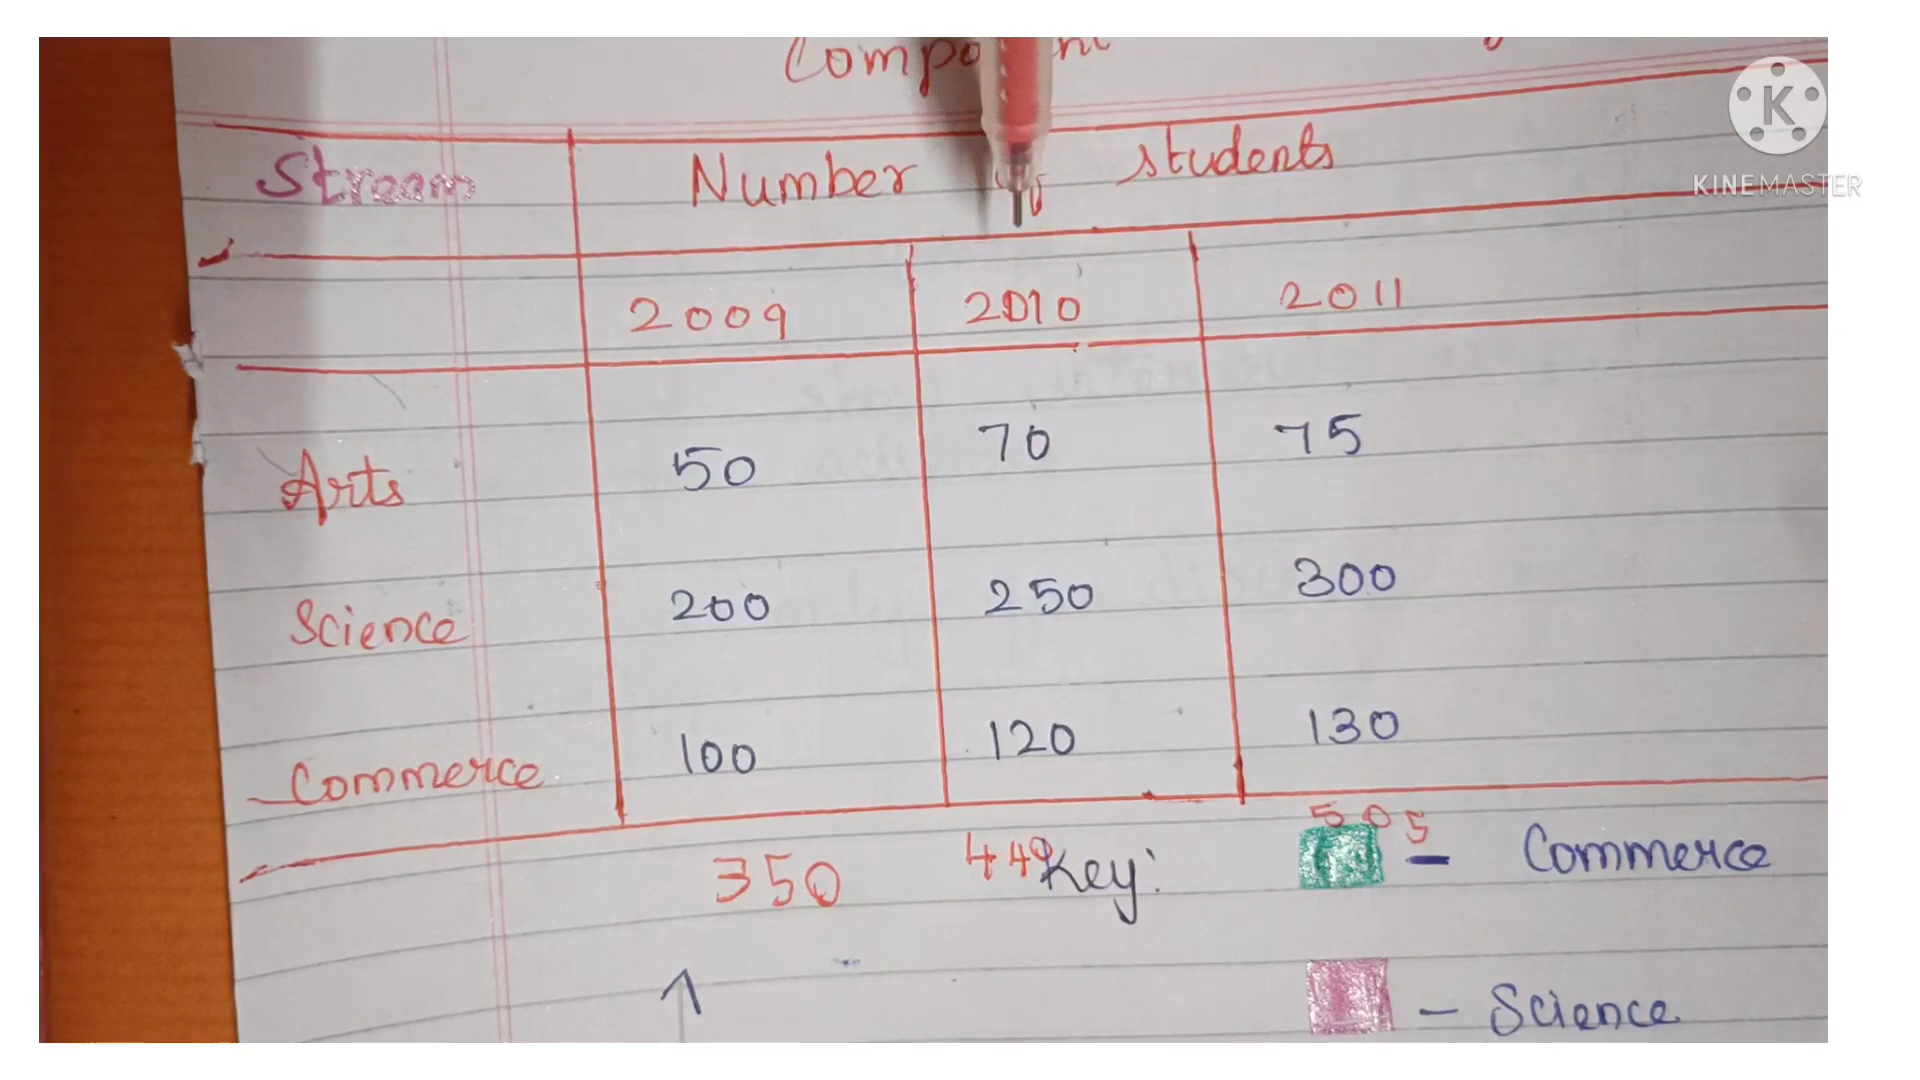 Stream Number of students
2009 2010 2011
Arts 50 70 75
Science 200 250 300
Commerce 100 120 130
350 440 505
Key: – Commerce
– Science
KINEMASTER